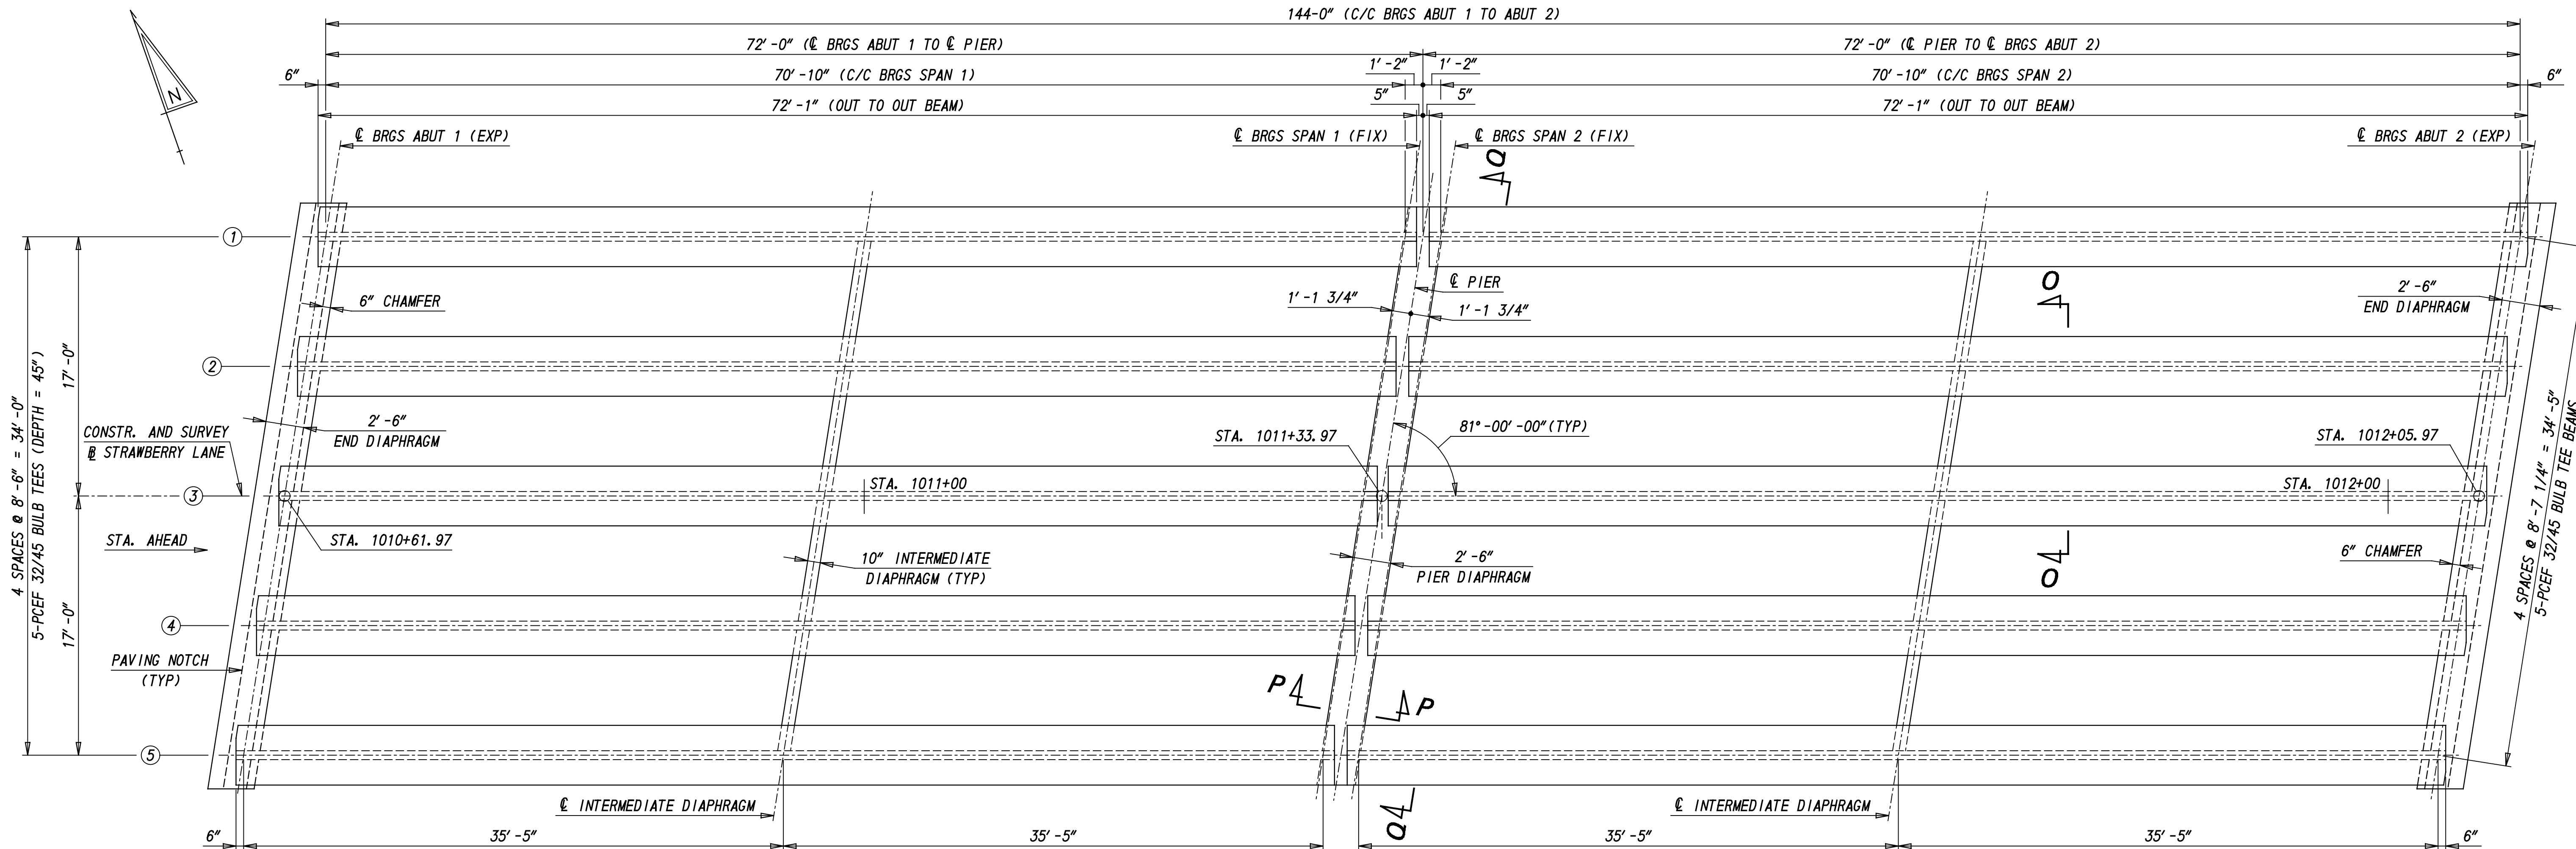 144-0" (C/C BRGS ABUT 1 TO ABUT 2)
72'-0" (℄ BRGS ABUT 1 TO ℄ PIER)
72'-0" (℄ PIER TO ℄ BRGS ABUT 2)
6"
70'-10" (C/C BRGS SPAN 1)
1'-2"
1'-2"
70'-10" (C/C BRGS SPAN 2)
6"
72'-1" (OUT TO OUT BEAM)
5"
5"
72'-1" (OUT TO OUT BEAM)
N
℄ BRGS ABUT 1 (EXP)
℄ BRGS SPAN 1 (FIX)
℄ BRGS SPAN 2 (FIX)
℄ BRGS ABUT 2 (EXP)
Q
1
6" CHAMFER
℄ PIER
1'-1 3/4"
1'-1 3/4"
O
2'-6"
END DIAPHRAGM
2
17'-0"
4 SPACES @ 8'-6" = 34'-0"
5-PCEF 32/45 BULB TEES (DEPTH = 45")
2'-6"
END DIAPHRAGM
CONSTR. AND SURVEY
B STRAWBERRY LANE
STA. 1011+33.97
81°-00'-00" (TYP)
STA. 1012+05.97
3
STA. 1011+00
STA. 1012+00
STA. AHEAD
STA. 1010+61.97
10" INTERMEDIATE
DIAPHRAGM (TYP)
2'-6"
PIER DIAPHRAGM
O
6" CHAMFER
4 SPACES @ 8'-7 1/4" = 34'-5"
5-PCEF 32/45 BULB TEE BEAMS
17'-0"
4
PAVING NOTCH
(TYP)
P
P
5
℄ INTERMEDIATE DIAPHRAGM
Q
℄ INTERMEDIATE DIAPHRAGM
6"
35'-5"
35'-5"
35'-5"
35'-5"
6"